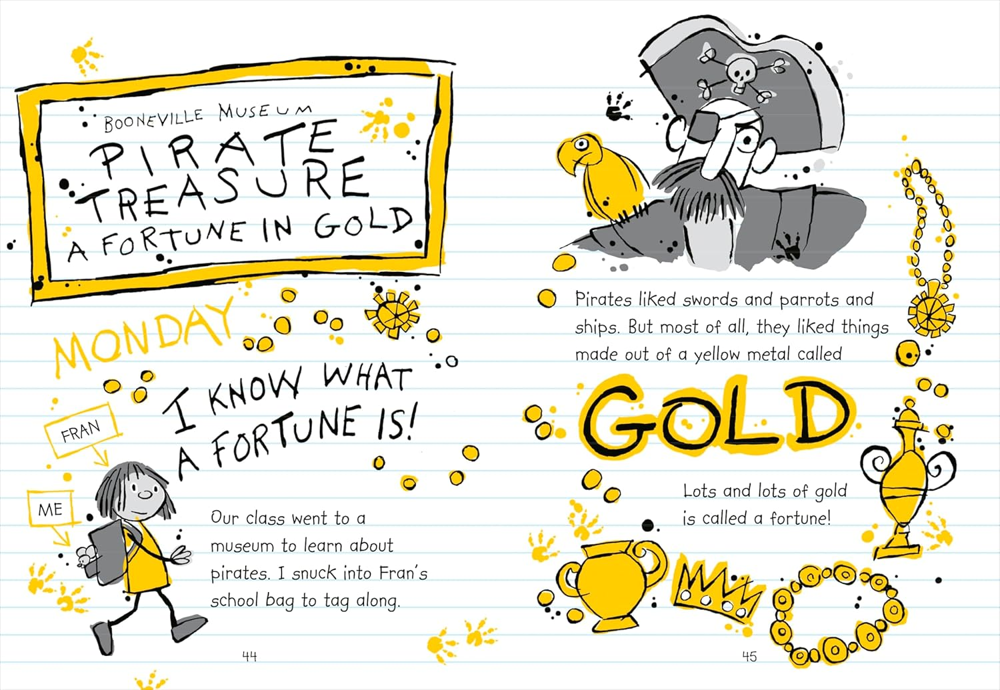 BOONEVILLE MUSEUM
PIRATE
TREASURE
A FORTUNE IN GOLD
MONDAY
I KNOW WHAT
A FORTUNE IS!
FRAN
ME
Our class went to a
museum to learn about
pirates. I snuck into Fran's
school bag to tag along.
44
Pirates liked swords and parrots and
ships. But most of all, they liked things
made out of a yellow metal called
GOLD
Lots and lots of gold
is called a fortune!
45